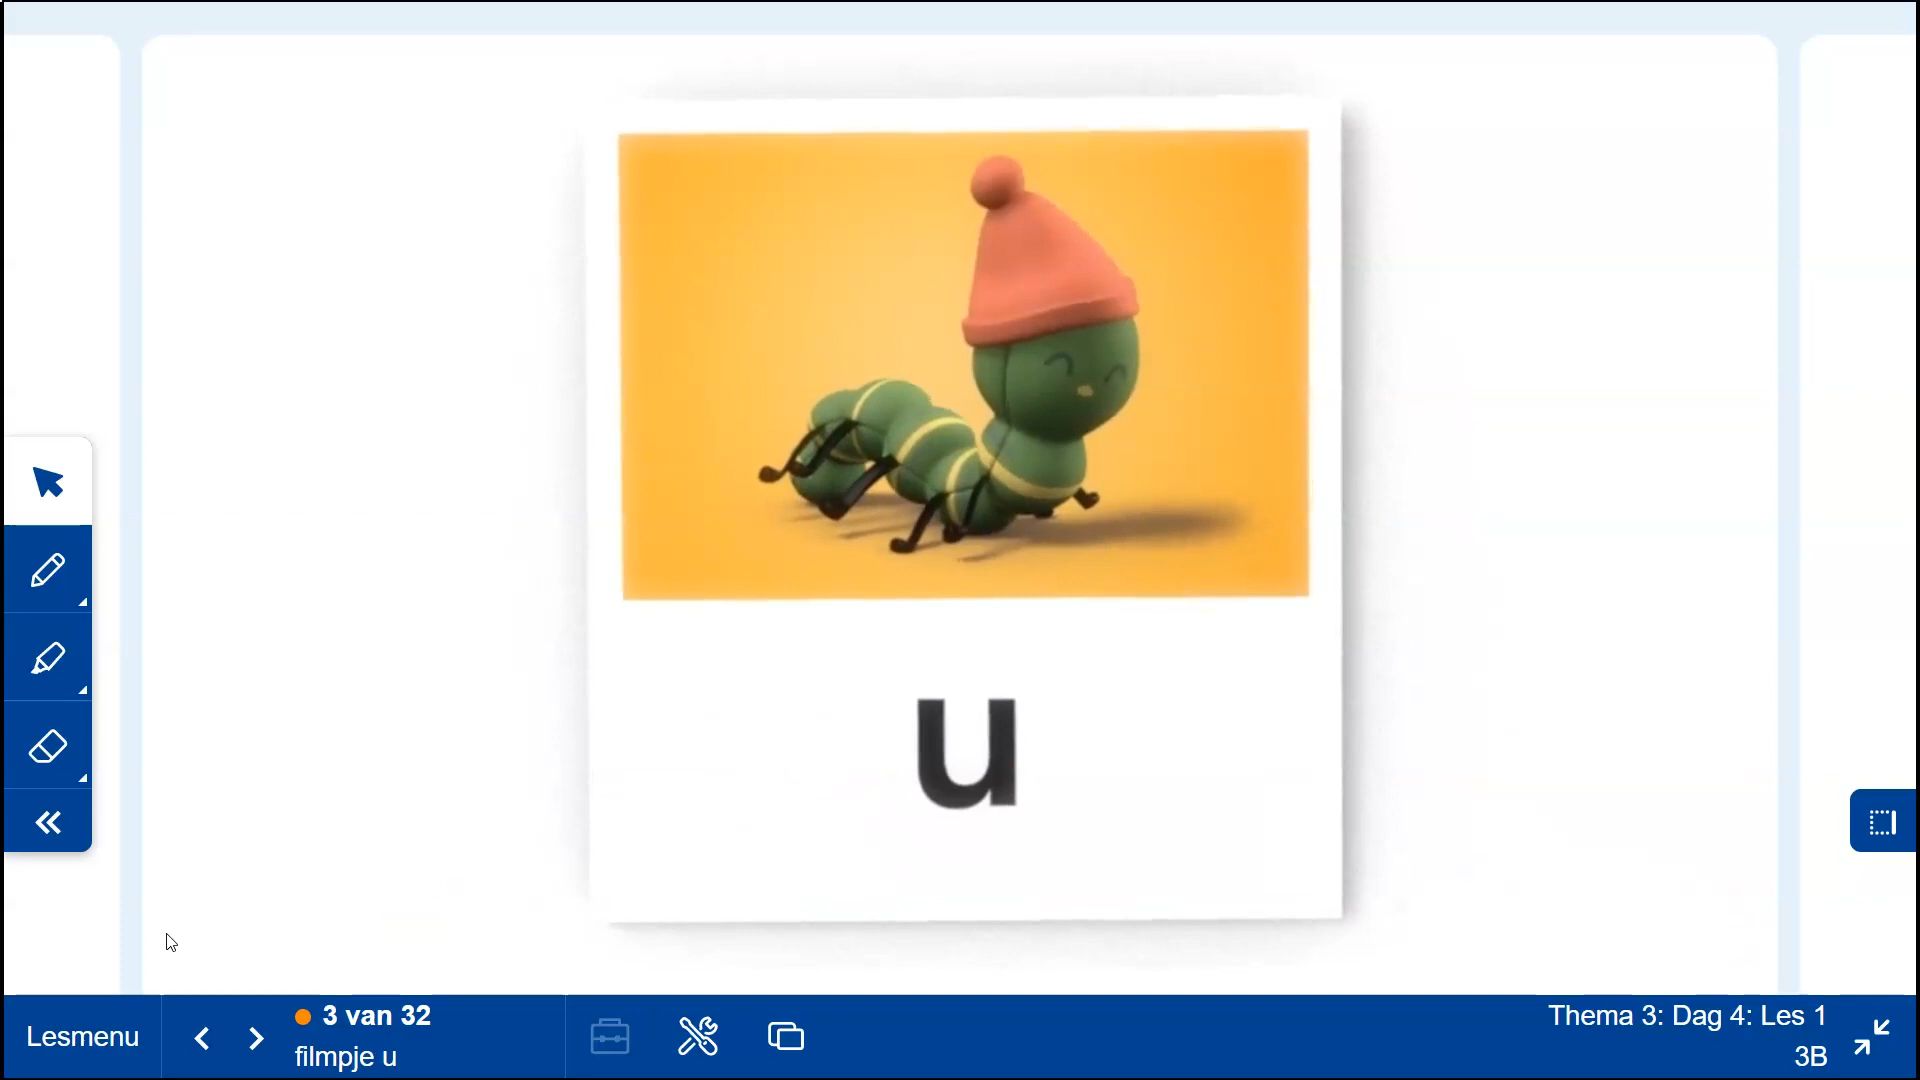 u
Lesmenu
3 van 32
filmpje u
Thema 3: Dag 4: Les 1
3B